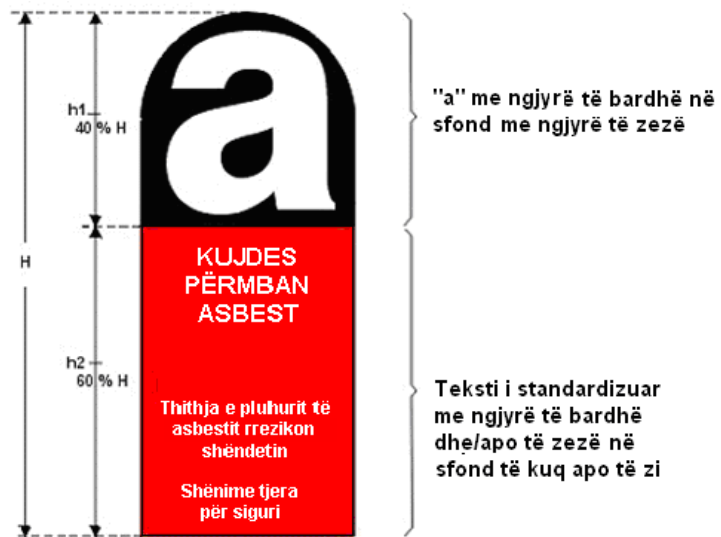 a
h1
40 % H
"a" me ngjyrë të bardhë në
sfond me ngjyrë të zezë
H
KUJDES
PËRMBAN
ASBEST
h2
60 % H
Thithja e pluhurit të
asbestit rrezikon
shëndetin
Shënime tjera
për siguri
Teksti i standardizuar
me ngjyrë të bardhë
dhe/apo të zezë në
sfond të kuq apo të zi